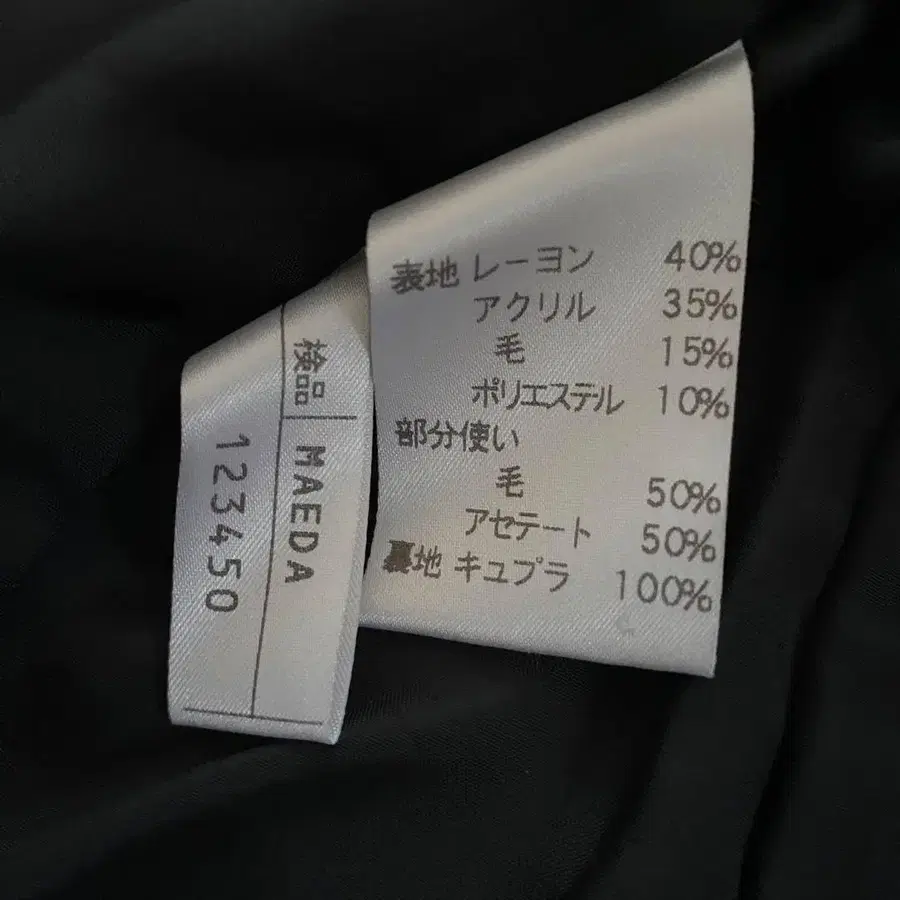 表地 レーヨン 40%
アクリル 35%
毛 15%
ポリエステル 10%
部分使い
毛 50%
アセテート 50%
裏地 キュプラ 100%
検品 MAEDA
123450